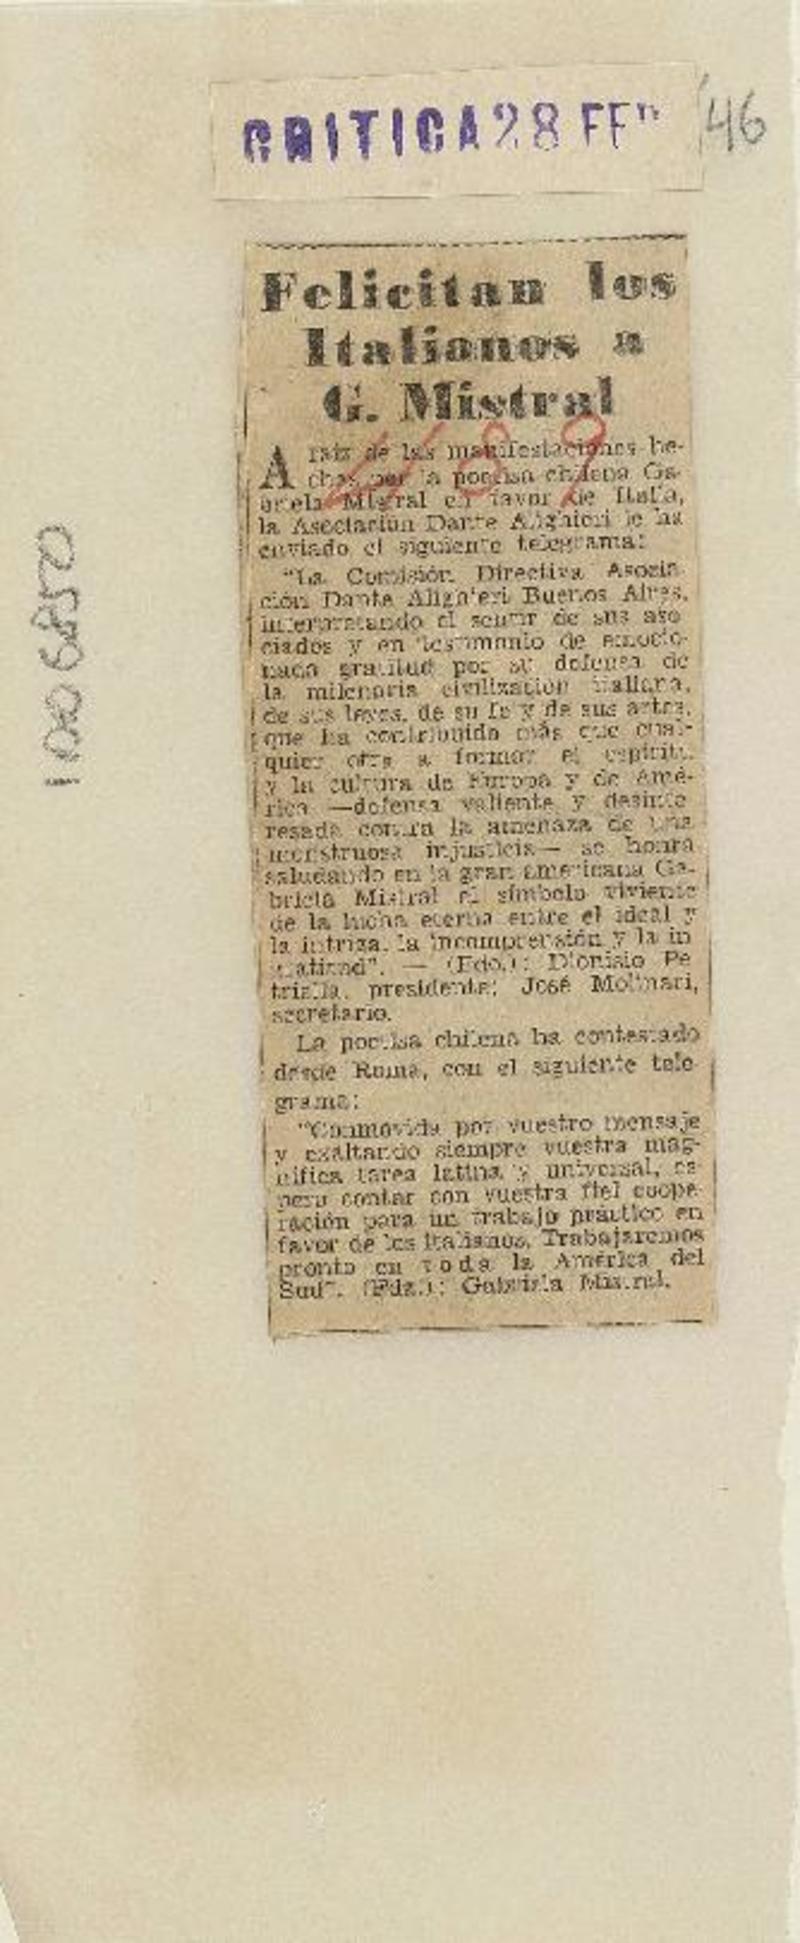 CRITICA 28 FEB '46
Felicitan los
Italianos a
G. Mistral
A raíz de las manifestaciones he-
chas por la poetisa chilena Ga-
briela Mistral en favor de Italia,
la Asociación Dante Alighieri le ha
enviado el siguiente telegrama:
"La Comisión Directiva Asocia-
ción Dante Alighieri Buenos Aires,
interpretando el sentir de sus aso
ciados y en testimonio de emocio-
nada gratitud por su defensa de
la milenaria civilización italiana,
de sus leyes, de su fe y de sus artes,
que ha contribuído más que cual-
quier otra a formar el espíritu
y la cultura de Europa y de Amé-
rica —defensa valiente y desinte-
resada contra la amenaza de una
monstruosa injusticia— se honra
saludando en la gran americana Ga-
briela Mistral el símbolo viviente
de la lucha eterna entre el ideal y
la intriga, la incomprensión y la in
gratitud". — (Fdo.): Dionisio Pe
trialla, presidente; José Molinari,
secretario.
La poetisa chilena ha contestado
desde Roma, con el siguiente tele-
grama:
"Conmovida por vuestro mensaje
y exaltando siempre vuestra mag-
nífica tarea latina y universal, es-
pero contar con vuestra fiel coope-
ración para un trabajo práctico en
favor de los italianos. Trabajaremos
pronto en toda la América del
Sud". (Fda.): Gabriela Mistral.
1006850